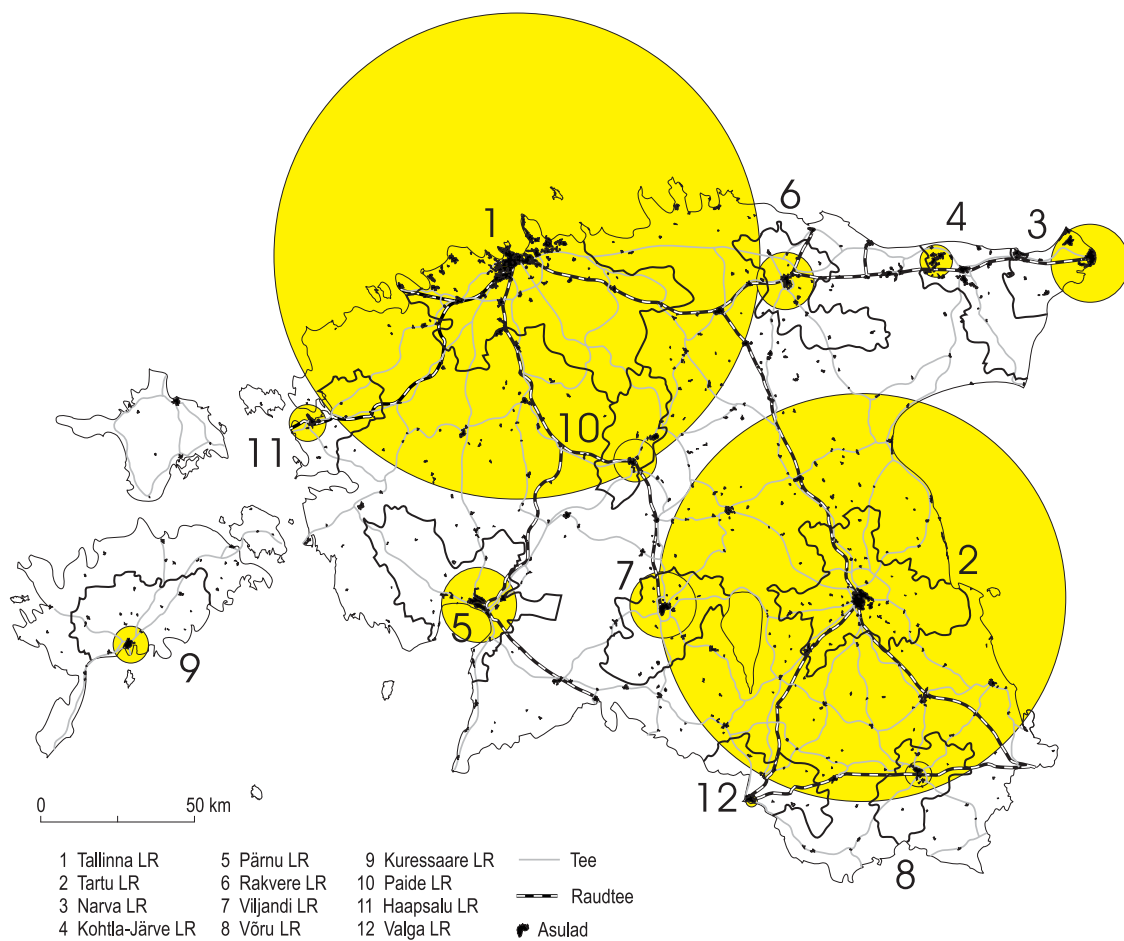 6
1
4
3
10
11
7
2
5
9
12
8
0 50 km
1 Tallinna LR 5 Pärnu LR 9 Kuressaare LR Tee
2 Tartu LR 6 Rakvere LR 10 Paide LR
3 Narva LR 7 Viljandi LR 11 Haapsalu LR Raudtee
4 Kohtla-Järve LR 8 Võru LR 12 Valga LR Asulad